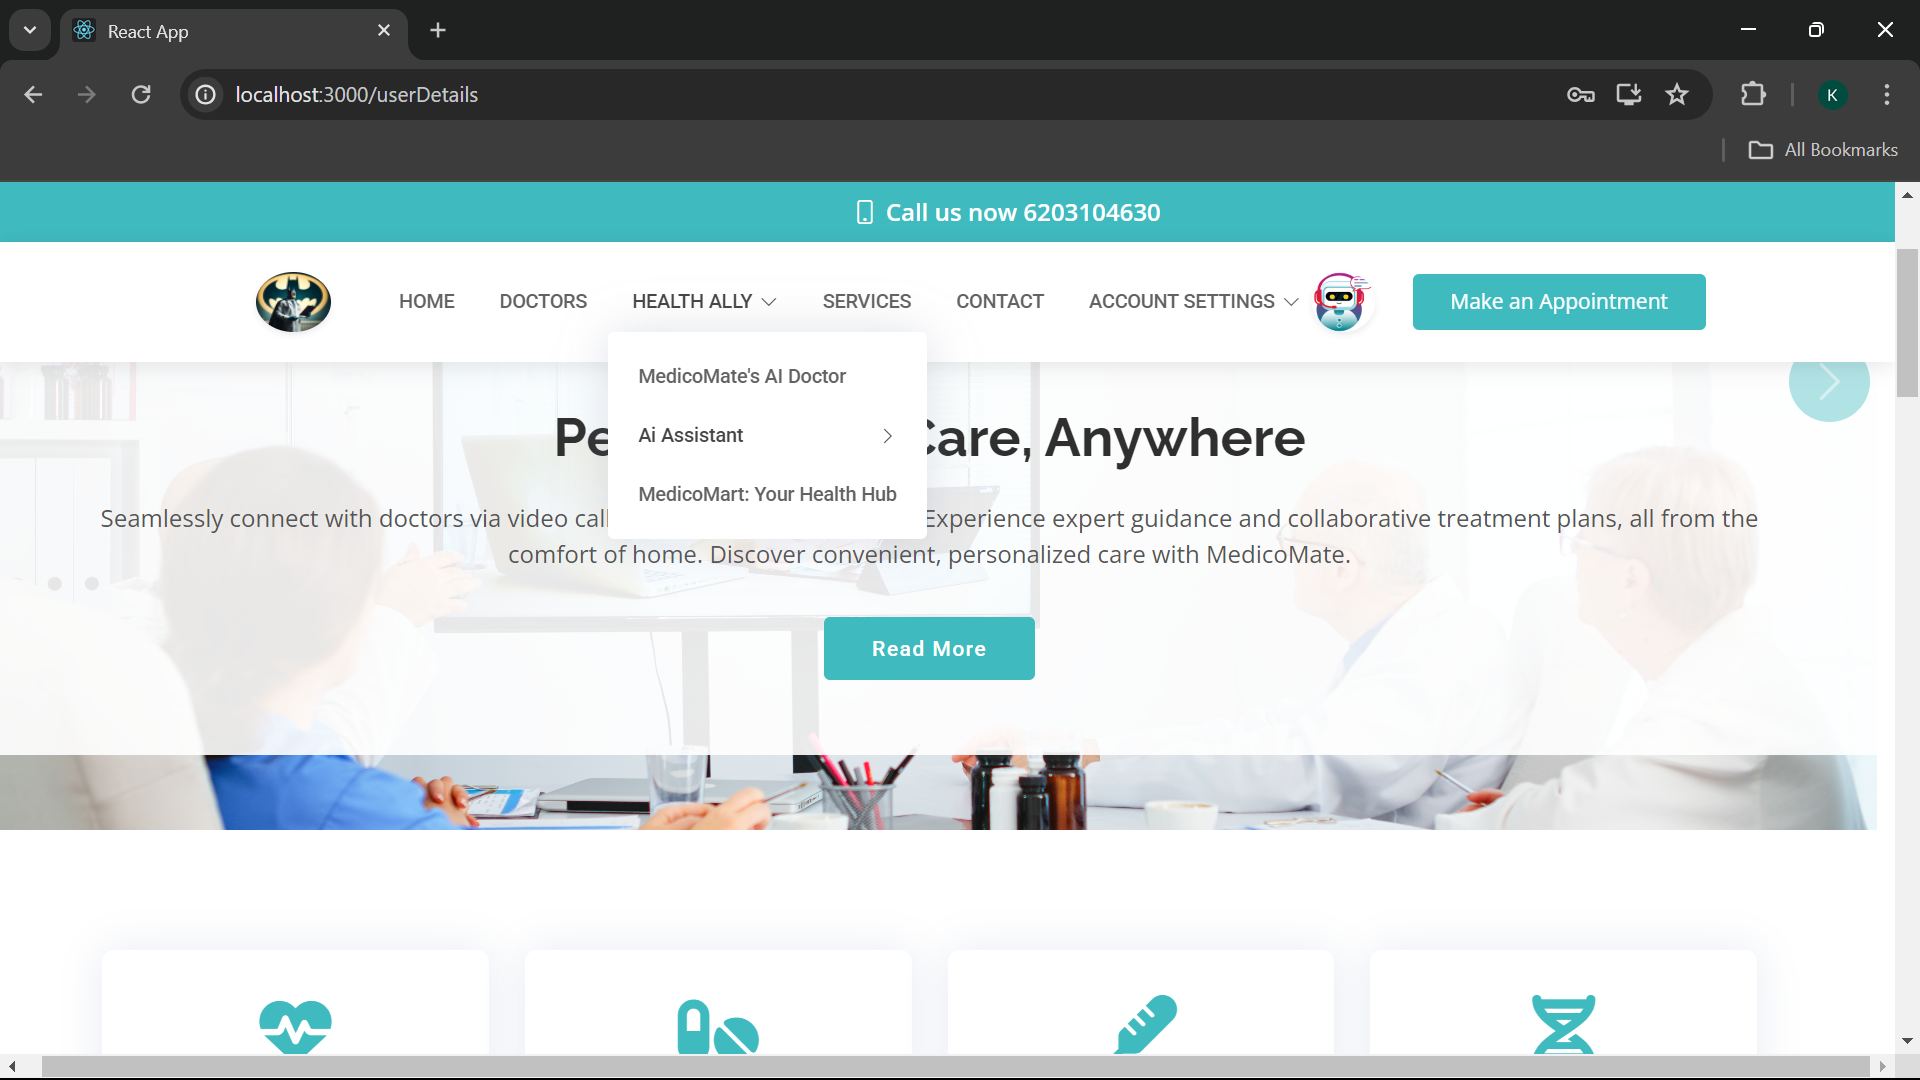 React App
localhost:3000/userDetails
K
All Bookmarks
Call us now 6203104630
HOME
DOCTORS
HEALTH ALLY
SERVICES
CONTACT
ACCOUNT SETTINGS
Make an Appointment
MedicoMate's AI Doctor
Ai Assistant
MedicoMart: Your Health Hub
Pe Care, Anywhere
Seamlessly connect with doctors via video call Experience expert guidance and collaborative treatment plans, all from the
comfort of home. Discover convenient, personalized care with MedicoMate.
Read More